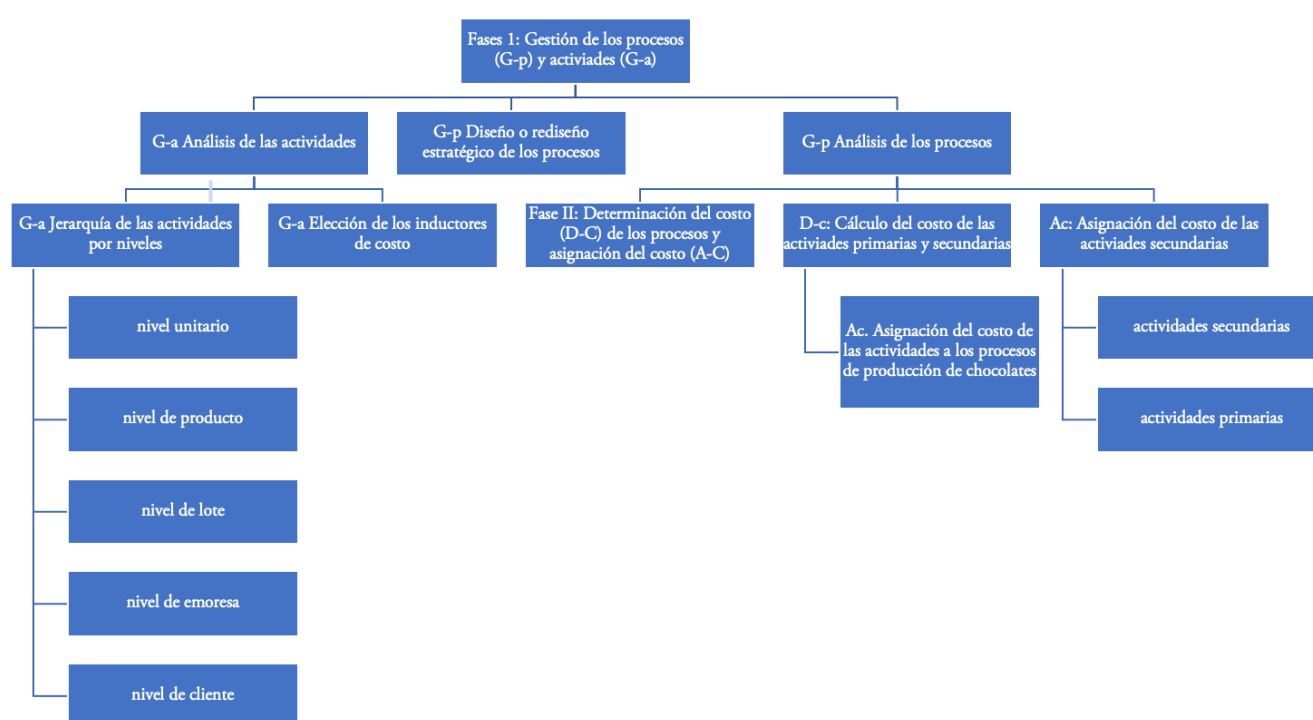 Fases 1: Gestión de los procesos
(G-p) y activiades (G-a)
G-a Análisis de las actividades
G-p Diseño o rediseño
estratégico de los procesos
G-p Análisis de los procesos
G-a Jerarquía de las actividades
por niveles
G-a Elección de los inductores
de costo
Fase II: Determinación del costo
(D-C) de los procesos y
asignación del costo (A-C)
D-c: Cálculo del costo de las
activiades primarias y secundarias
Ac: Asignación del costo de las
activiades secundarias
nivel unitario
nivel de producto
nivel de lote
nivel de emoresa
nivel de cliente
Ac. Asignación del costo de
las actividades a los procesos
de producción de chocolates
actividades secundarias
actividades primarias